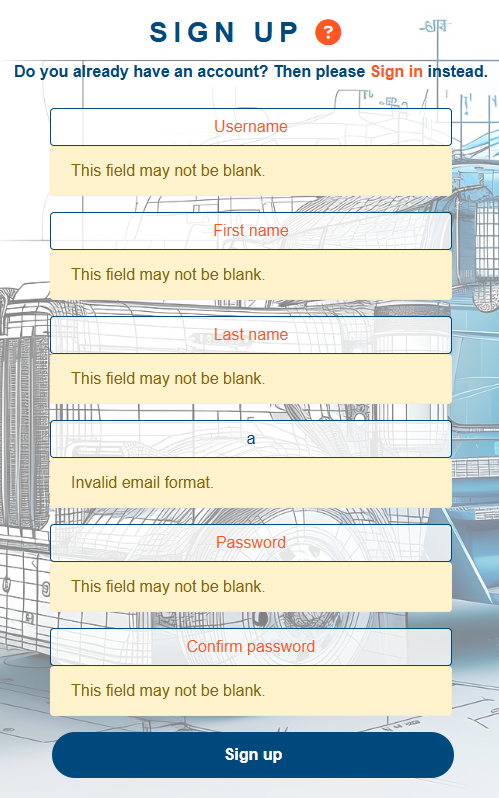 SIGN UP ?
Do you already have an account? Then please Sign in instead.
Username
This field may not be blank.
First name
This field may not be blank.
Last name
This field may not be blank.
a
Invalid email format.
Password
This field may not be blank.
Confirm password
This field may not be blank.
Sign up